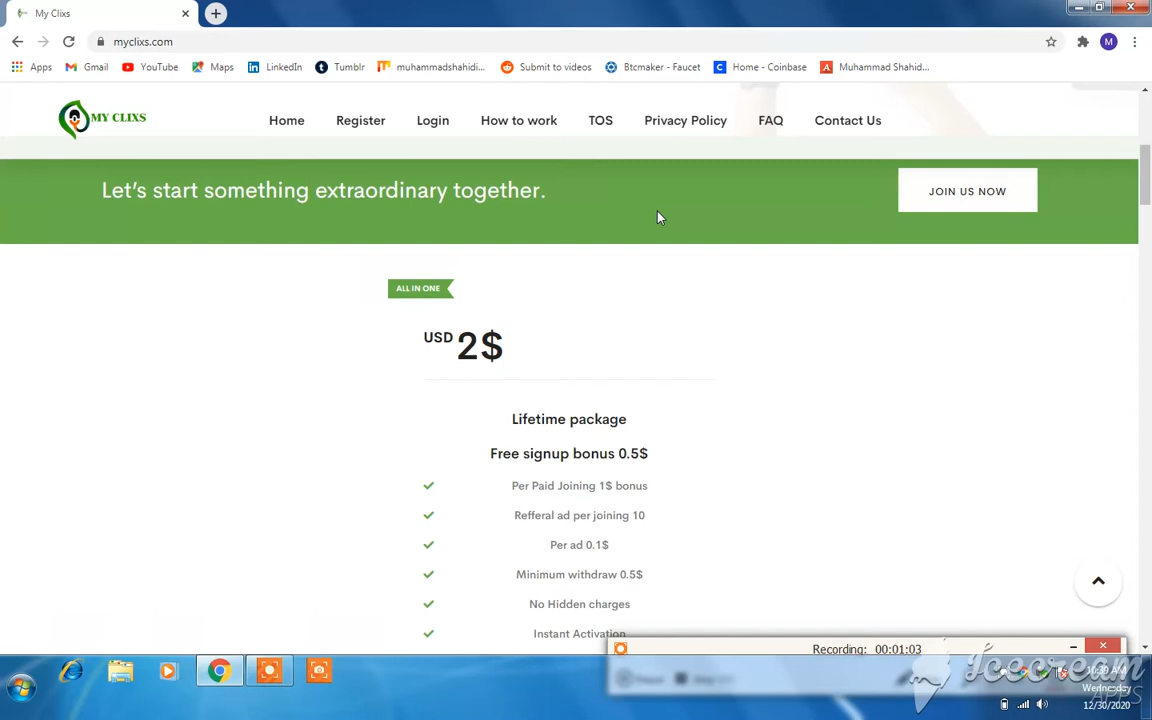 My Clixs
myclixs.com
M
Apps Gmail YouTube Maps LinkedIn Tumblr muhammadshahidi... Submit to videos Btcmaker - Faucet Home - Coinbase Muhammad Shahid...
MY CLIXS Home Register Login How to work TOS Privacy Policy FAQ Contact Us
Let's start something extraordinary together. JOIN US NOW
ALL IN ONE
USD 2$
Lifetime package
Free signup bonus 0.5$
Per Paid Joining 1$ bonus
Refferal ad per joining 10
Per ad 0.1$
Minimum withdraw 0.5$
No Hidden charges
Instant Activation
Recording: 00:01:03
Icecream
APPS
Wednesday
12/30/2020